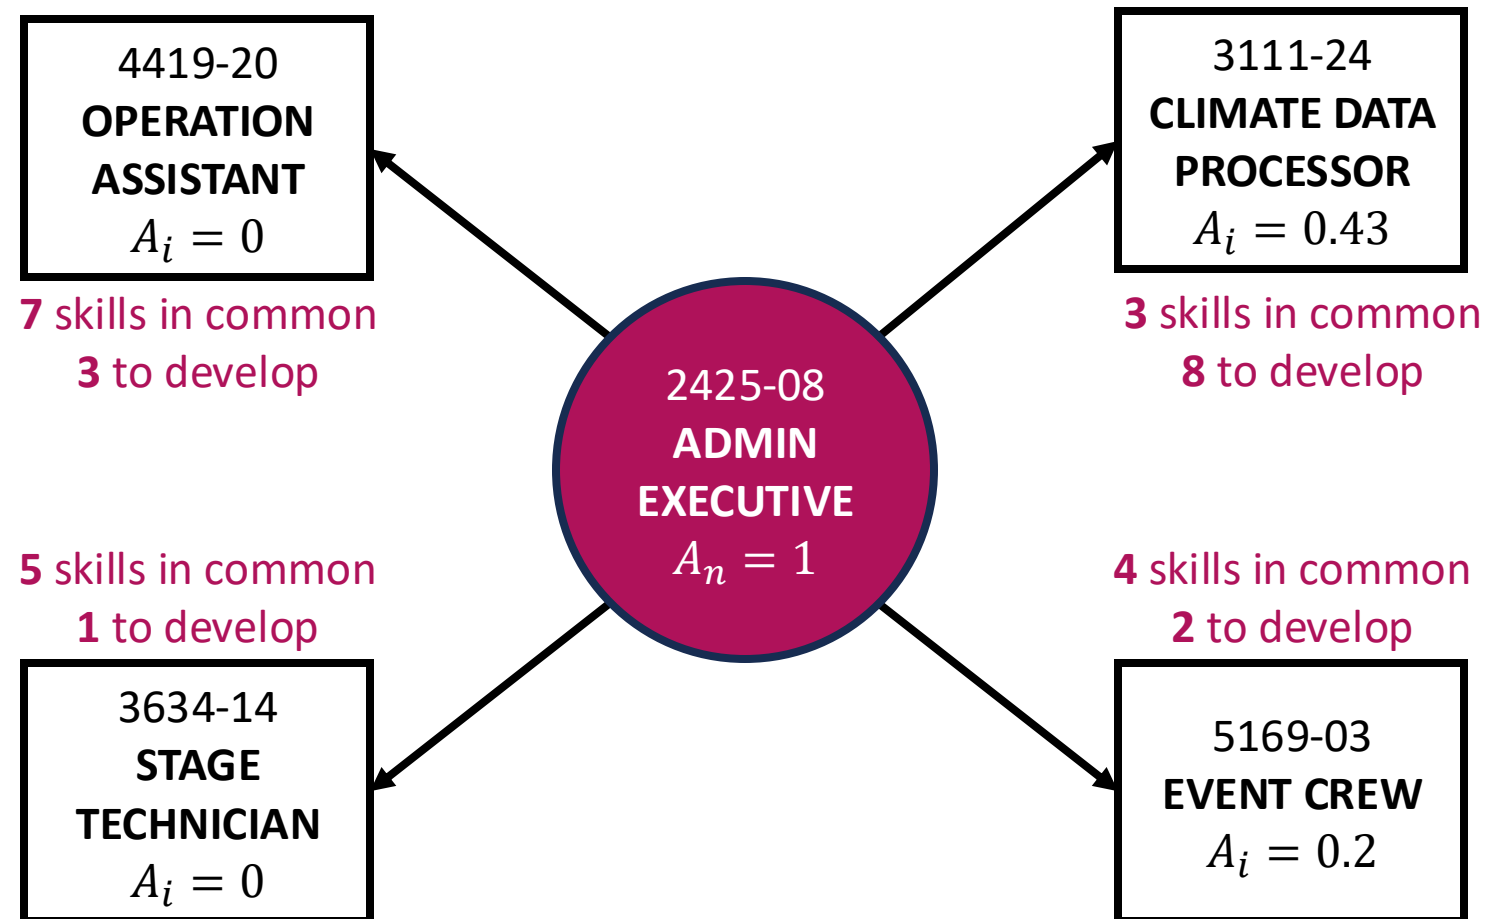 4419-20
OPERATION
ASSISTANT
A_i = 0
7 skills in common
3 to develop
3111-24
CLIMATE DATA
PROCESSOR
A_i = 0.43
3 skills in common
8 to develop
2425-08
ADMIN
EXECUTIVE
A_n = 1
5 skills in common
1 to develop
3634-14
STAGE
TECHNICIAN
A_i = 0
4 skills in common
2 to develop
5169-03
EVENT CREW
A_i = 0.2